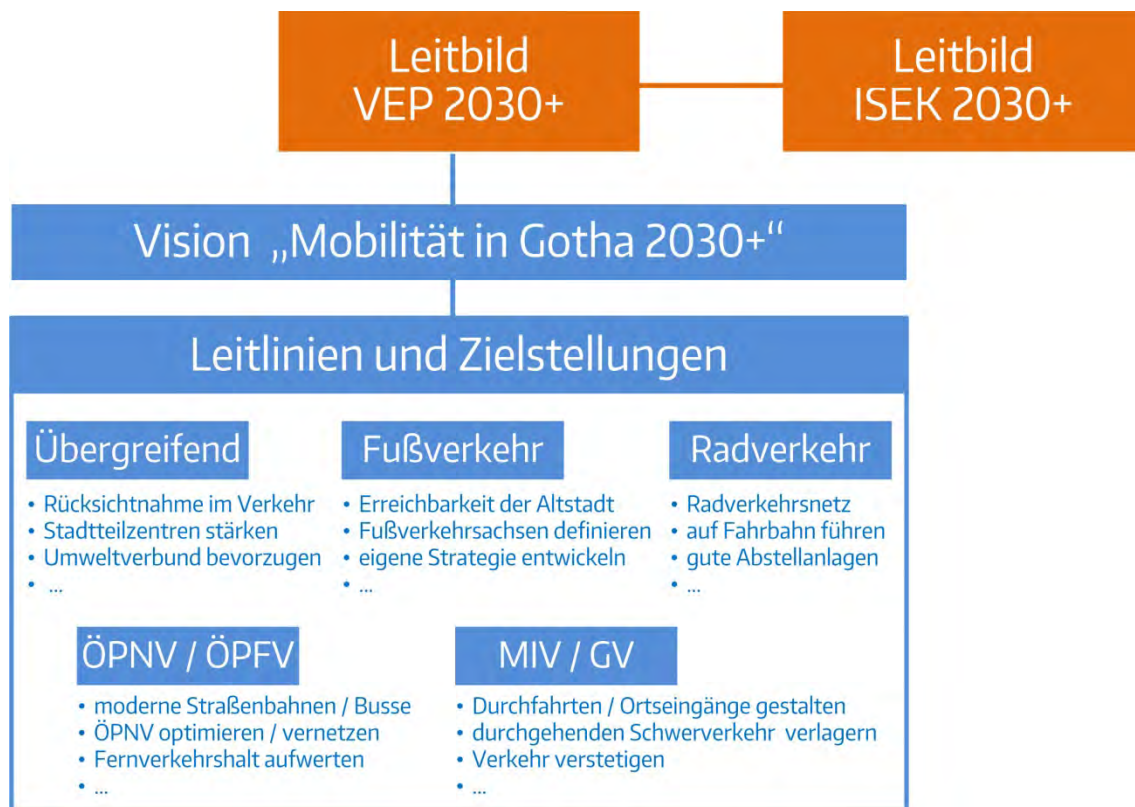 Leitbild
VEP 2030+
Leitbild
ISEK 2030+
Vision „Mobilität in Gotha 2030+“
Leitlinien und Zielstellungen
Übergreifend
• Rücksichtnahme im Verkehr
• Stadtteilzentren stärken
• Umweltverbund bevorzugen
• ...
Fußverkehr
• Erreichbarkeit der Altstadt
• Fußverkehrsachsen definieren
• eigene Strategie entwickeln
• ...
Radverkehr
• Radverkehrsnetz
• auf Fahrbahn führen
• gute Abstellanlagen
• ...
ÖPNV / ÖPFV
• moderne Straßenbahnen / Busse
• ÖPNV optimieren / vernetzen
• Fernverkehrshalt aufwerten
• ...
MIV / GV
• Durchfahrten / Ortseingänge gestalten
• durchgehenden Schwerverkehr verlagern
• Verkehr verstetigen
• ...